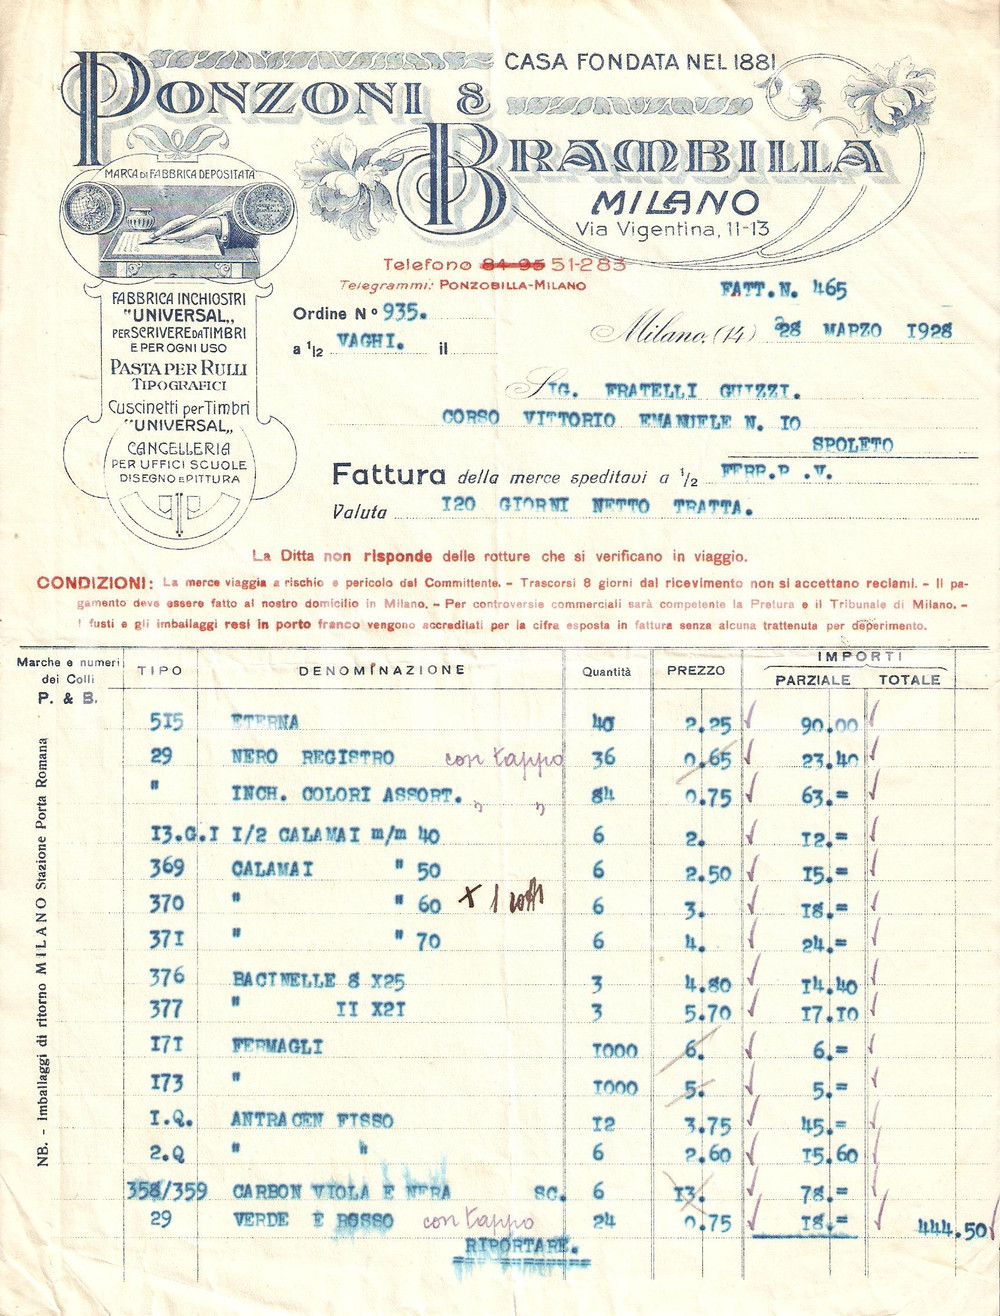 CASA FONDATA NEL 1881
PONZONI &
BRAMBILLA
MILANO
Via Vigentina, 11-13
MARCA DI FABBRICA DEPOSITATA
FABBRICA INCHIOSTRI
"UNIVERSAL„
PER SCRIVERE DA TIMBRI
E PER OGNI USO
PASTA PER RULLI
TIPOGRAFICI
Cuscinetti per Timbri
"UNIVERSAL„
CANCELLERIA
PER UFFICI SCUOLE
DISEGNO E PITTURA
Telefono 84-95 51-283
Telegrammi: PONZOBILLA-MILANO
FATT.N. 465
Ordine N° 935.
Milano, (14) 28 MARZO 1928
a ½ VAGHI. il
SIG. FRATELLI GUIZZI.
CORSO VITTORIO EMANUELE N. IO
SPOLETO
Fattura della merce speditavi a ½ FERR.P .V.
Valuta I20 GIORNI NETTO TRATTA.
La Ditta non risponde delle rotture che si verificano in viaggio.
CONDIZIONI: La merce viaggia a rischio e pericolo del Committente. - Trascorsi 8 giorni dal ricevimento non si accettano reclami. - Il pa-
gamento deve essere fatto al nostro domicilio in Milano. - Per controversie commerciali sarà competente la Pretura e il Tribunale di Milano. -
I fusti e gli imballaggi resi in porto franco vengono accreditati per la cifra esposta in fattura senza alcuna trattenuta per deperimento.
Marche e numeri dei Colli TIPO DENOMINAZIONE Quantità PREZZO IMPORTI PARZIALE TOTALE
P. & B.
NB. - Imballaggi di ritorno MILANO Stazione Porta Romana
5I5 ETERNA 40 2.25 90.00
29 NERO REGISTRO con tappo 36 0.65 23.40
" INCH. COLORI ASSORT. " " 84 0.75 63.=
I3.G.I I/2 CALAMAI m/m 40 6 2. I2.=
369 CALAMAI " 50 6 2.50 I5.=
370 " " 60 x 1 6 3. I8.=
37I " " 70 6 4. 24.=
376 BACINELLE 8 X25 3 4.80 I4.40
377 " II X2I 3 5.70 I7.I0
I7I FERMAGLI I000 6. 6.=
I73 " I000 5. 5.=
I.Q. ANTRACEN FISSO I2 3.75 45.=
2.Q " " 6 2.60 I5.60
358/359 CARBON VIOLA E NERA SC. 6 I3. 78.=
29 VERDE E ROSSO con tappo 24 0.75 I8.= 444.50
RIPORTARE.